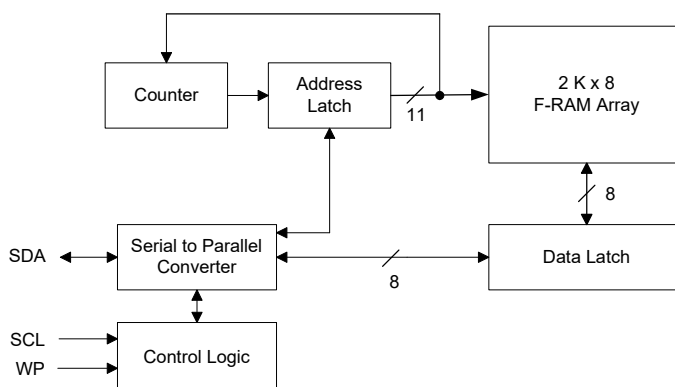 Counter
Address
Latch
11
2 K x 8
F-RAM Array
8
SDA
Serial to Parallel
Converter
8
Data Latch
SCL
WP
Control Logic